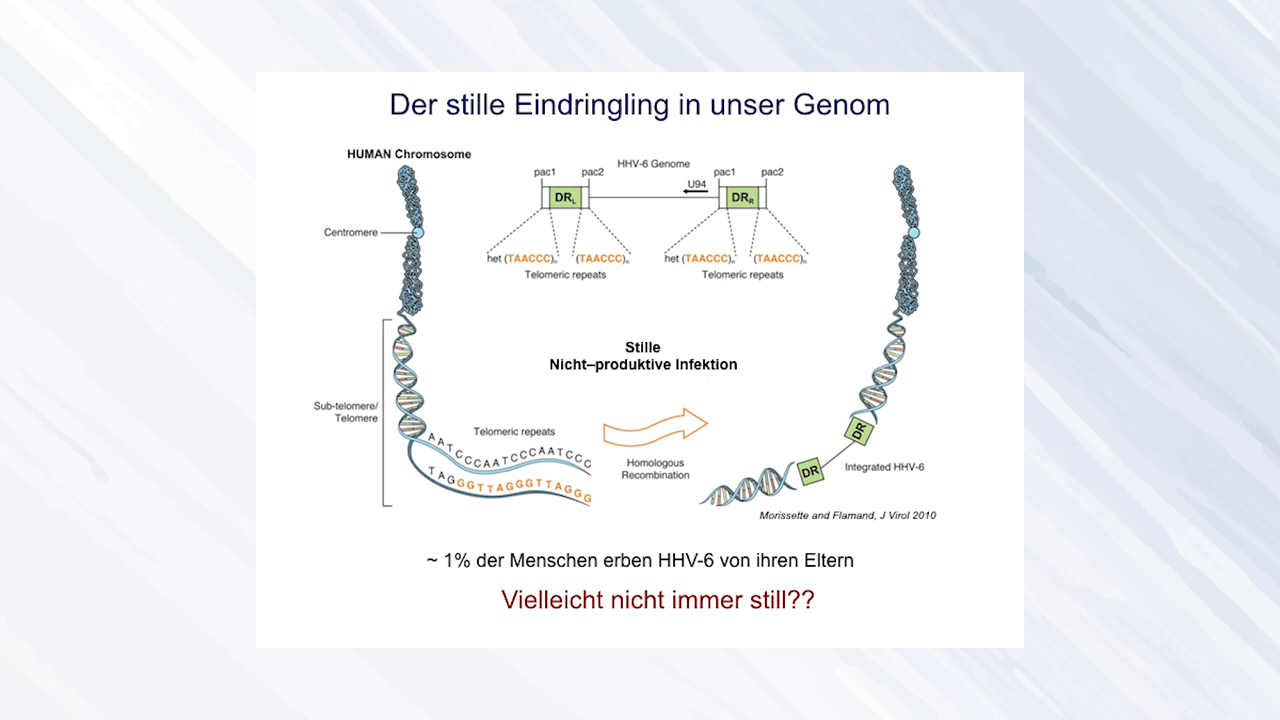 Der stille Eindringling in unser Genom
HUMAN Chromosome
HHV-6 Genome
pac1 pac2 pac1 pac2
U94
DRL DRR
Centromere
het (TAACCC)n (TAACCC)n het (TAACCC)n (TAACCC)n
Telomeric repeats Telomeric repeats
Stille
Nicht–produktive Infektion
Sub-telomere/
Telomere
Telomeric repeats
AATCCCAATCCCAATCCC
TAGGGTTAGGGTTAGGG
Homologous
Recombination
DR
DR
Integrated HHV-6
Morissette and Flamand, J Virol 2010
~ 1% der Menschen erben HHV-6 von ihren Eltern
Vielleicht nicht immer still??